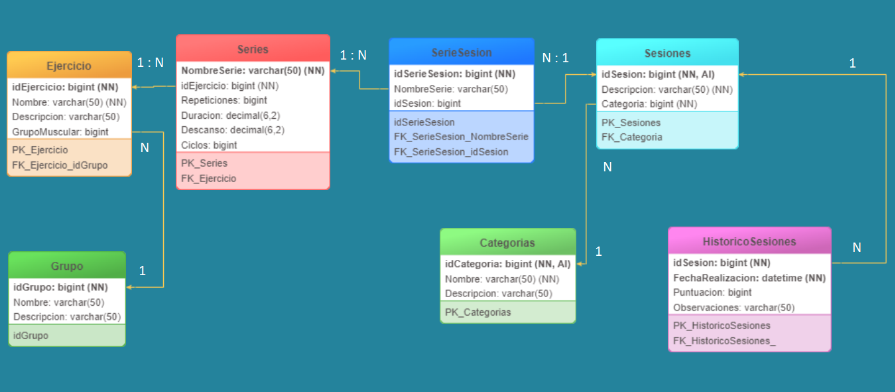 Ejercicio
idEjercicio: bigint (NN)
Nombre: varchar(50) (NN)
Descripcion: varchar(50)
GrupoMuscular: bigint
PK_Ejercicio
FK_Ejercicio_idGrupo
1 : N
Series
NombreSerie: varchar(50) (NN)
idEjercicio: bigint (NN)
Repeticiones: bigint
Duracion: decimal(6,2)
Descanso: decimal(6,2)
Ciclos: bigint
PK_Series
FK_Ejercicio
1 : N
SerieSesion
idSerieSesion: bigint (NN)
NombreSerie: varchar(50)
idSesion: bigint
idSerieSesion
FK_SerieSesion_NombreSerie
FK_SerieSesion_idSesion
N : 1
Sesiones
idSesion: bigint (NN, AI)
Descripcion: varchar(50) (NN)
Categoria: bigint (NN)
PK_Sesiones
FK_Categoria
1
N
N
Grupo
idGrupo: bigint (NN)
Nombre: varchar(50)
Descripcion: varchar(50)
idGrupo
1
Categorias
idCategoria: bigint (NN, AI)
Nombre: varchar(50) (NN)
Descripcion: varchar(50)
PK_Categorias
1
HistoricoSesiones
idSesion: bigint (NN)
FechaRealizacion: datetime (NN)
Puntuacion: bigint
Observaciones: varchar(50)
PK_HistoricoSesiones
FK_HistoricoSesiones_
N